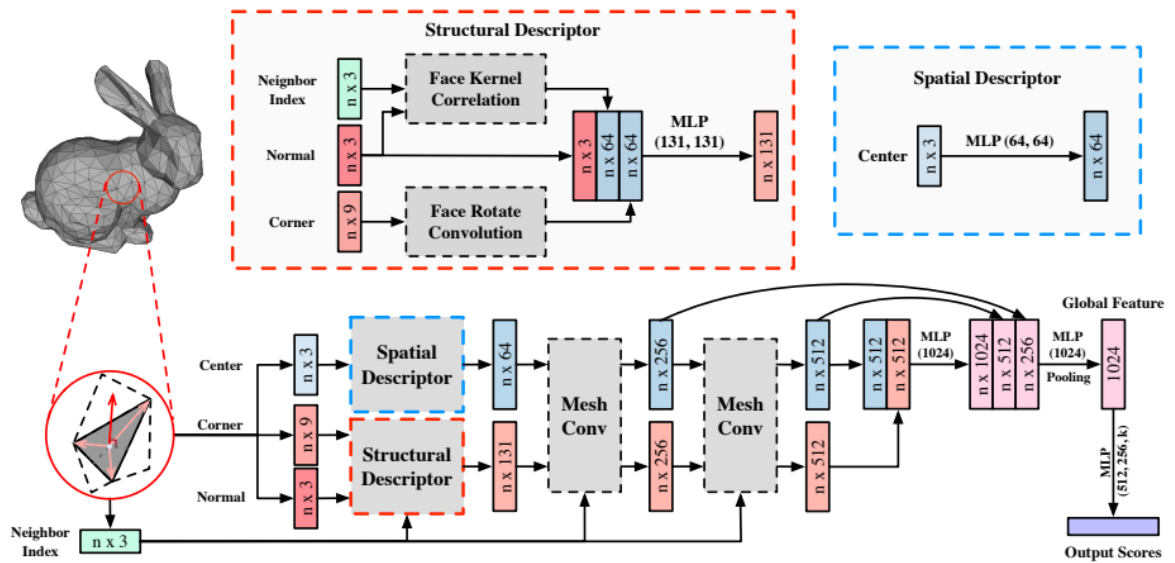 Structural Descriptor
Neighbor
Index
n x 3
Face Kernel
Correlation
Normal
n x 3
n x 3
n x 64
n x 64
MLP
(131, 131)
n x 131
Corner
n x 9
Face Rotate
Convolution
Spatial Descriptor
Center
n x 3
MLP (64, 64)
n x 64
Center
n x 3
Spatial
Descriptor
n x 64
Corner
n x 9
Structural
Descriptor
n x 131
Normal
n x 3
Neighbor
Index
n x 3
Mesh
Conv
n x 256
n x 256
Mesh
Conv
n x 512
n x 512
n x 512
n x 512
MLP
(1024)
n x 1024
n x 512
n x 256
MLP
(1024)
Pooling
Global Feature
1024
MLP
(512, 256, k)
Output Scores